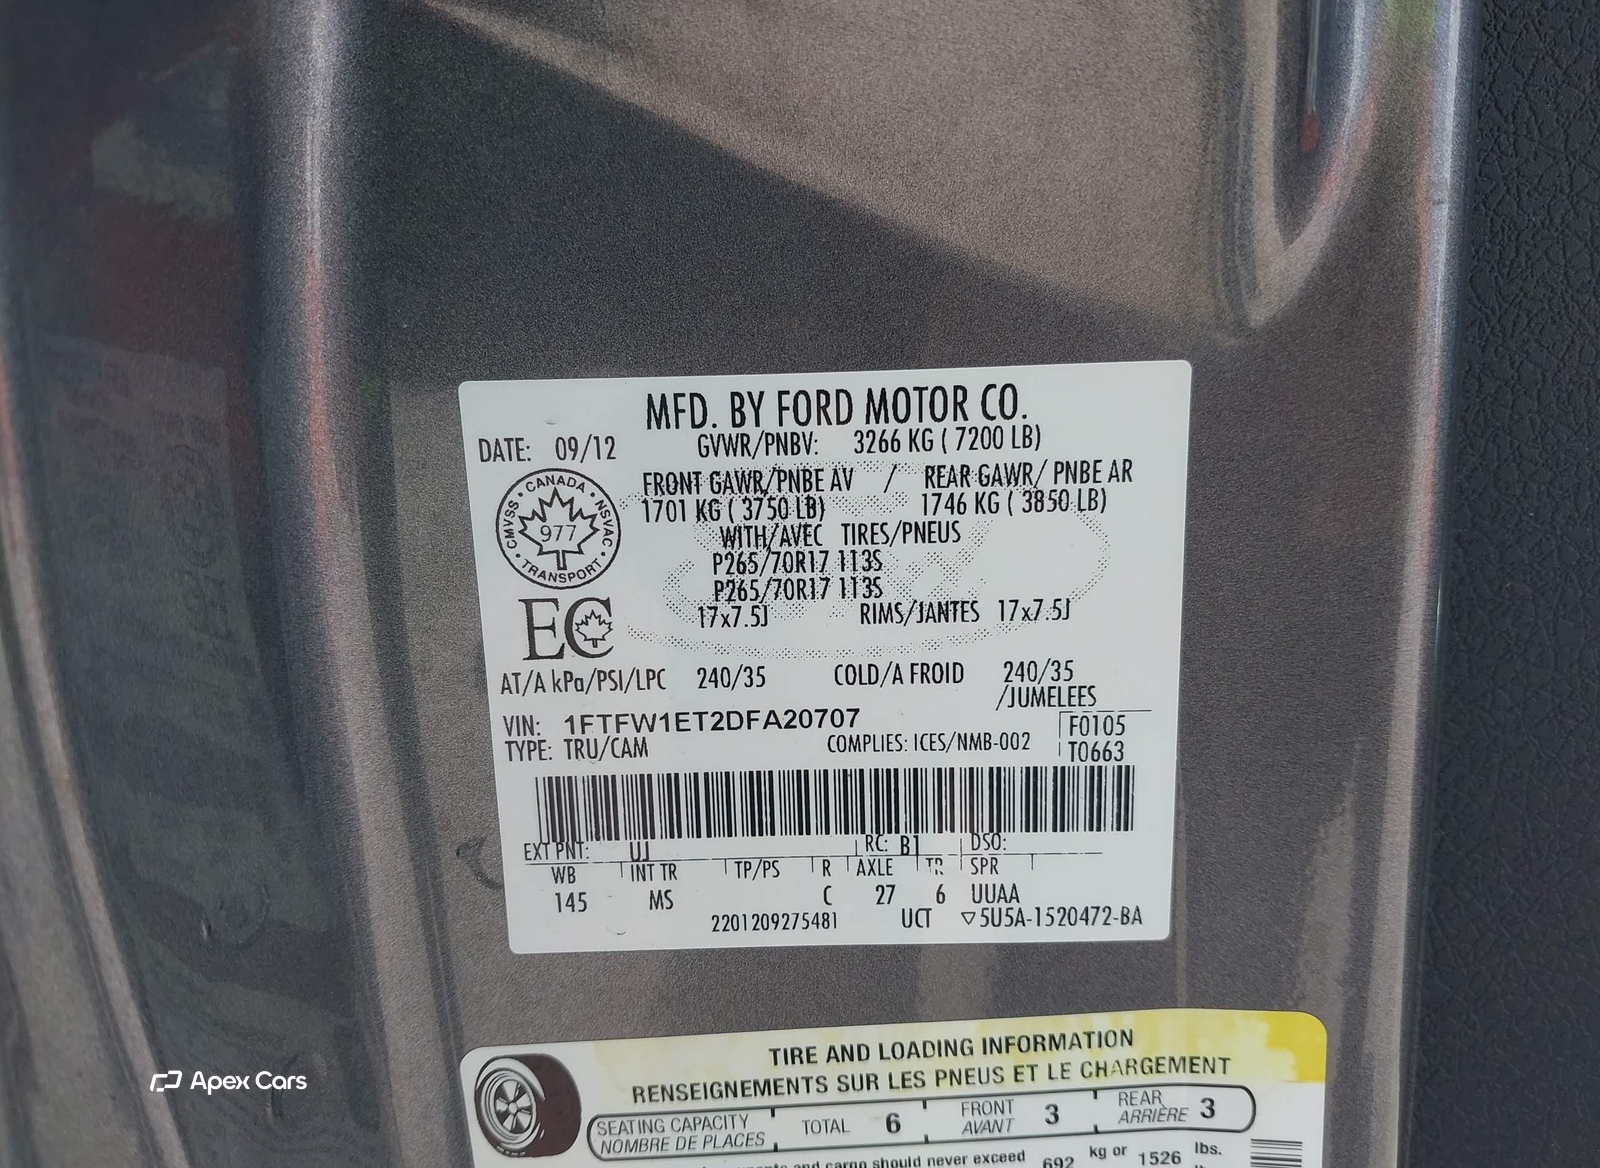 MFD. BY FORD MOTOR CO.
DATE: 09/12 GVWR/PNBV: 3266 KG ( 7200 LB)
FRONT GAWR/PNBE AV / REAR GAWR/ PNBE AR
1701 KG ( 3750 LB) 1746 KG ( 3850 LB)
WITH/AVEC TIRES/PNEUS
P265/70R17 113S
P265/70R17 113S
17x7.5J RIMS/JANTES 17x7.5J
CANADA • NSVAC • TRANSPORT • CMVSS •
977
EC
AT/A kPa/PSI/LPC 240/35 COLD/A FROID 240/35
/JUMELEES
VIN: 1FTFW1ET2DFA20707 F0105
TYPE: TRU/CAM COMPLIES: ICES/NMB-002 T0663
EXT PNT: UJ RC: B1 DSO:
WB INT TR TP/PS R AXLE TR SPR
145 MS C 27 6 UUAA
2201209275481 UCT ▽5U5A-1520472-BA
TIRE AND LOADING INFORMATION
RENSEIGNEMENTS SUR LES PNEUS ET LE CHARGEMENT
SEATING CAPACITY TOTAL 6 FRONT 3 REAR 3
NOMBRE DE PLACES AVANT ARRIÈRE
and cargo should never exceed 692 kg or 1526 lbs.
Apex Cars